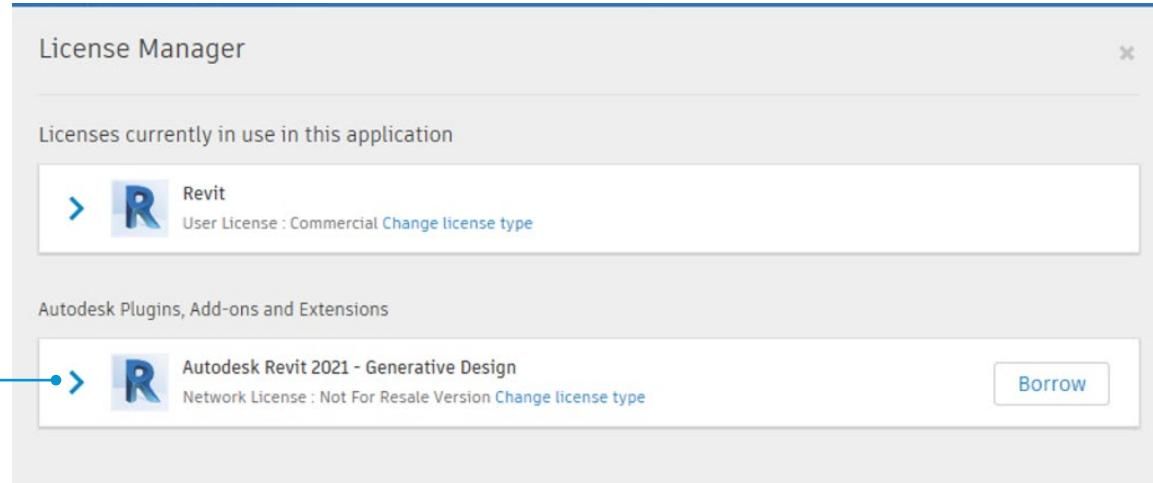 License Manager
Licenses currently in use in this application
Revit
User License : Commercial Change license type
Autodesk Plugins, Add-ons and Extensions
Autodesk Revit 2021 - Generative Design
Network License : Not For Resale Version Change license type
Borrow